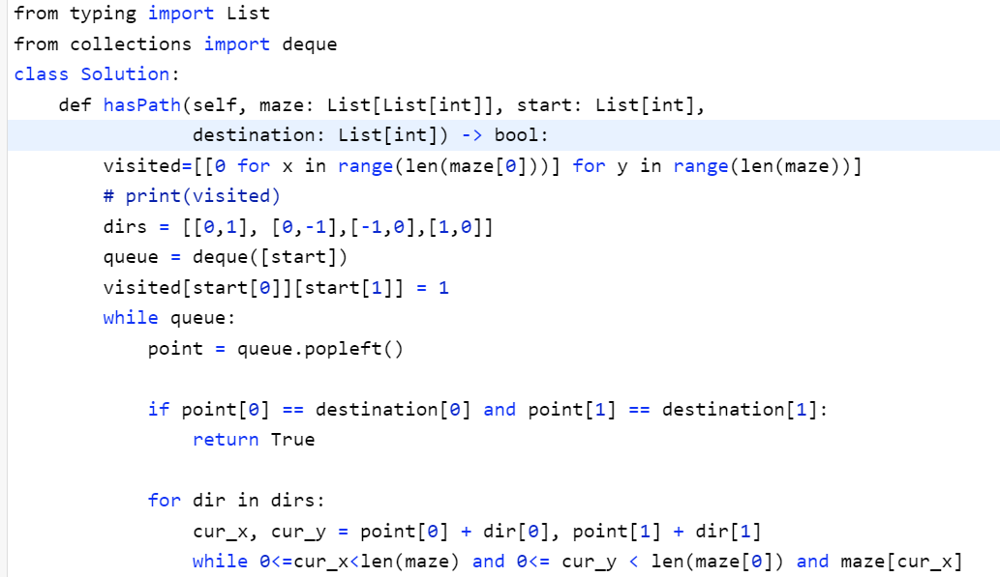 from typing import List
from collections import deque
class Solution:
    def hasPath(self, maze: List[List[int]], start: List[int],
                destination: List[int]) -> bool:
        visited=[[0 for x in range(len(maze[0]))] for y in range(len(maze))]
        # print(visited)
        dirs = [[0,1], [0,-1],[-1,0],[1,0]]
        queue = deque([start])
        visited[start[0]][start[1]] = 1
        while queue:
            point = queue.popleft()

            if point[0] == destination[0] and point[1] == destination[1]:
                return True

            for dir in dirs:
                cur_x, cur_y = point[0] + dir[0], point[1] + dir[1]
                while 0<=cur_x<len(maze) and 0<= cur_y < len(maze[0]) and maze[cur_x]